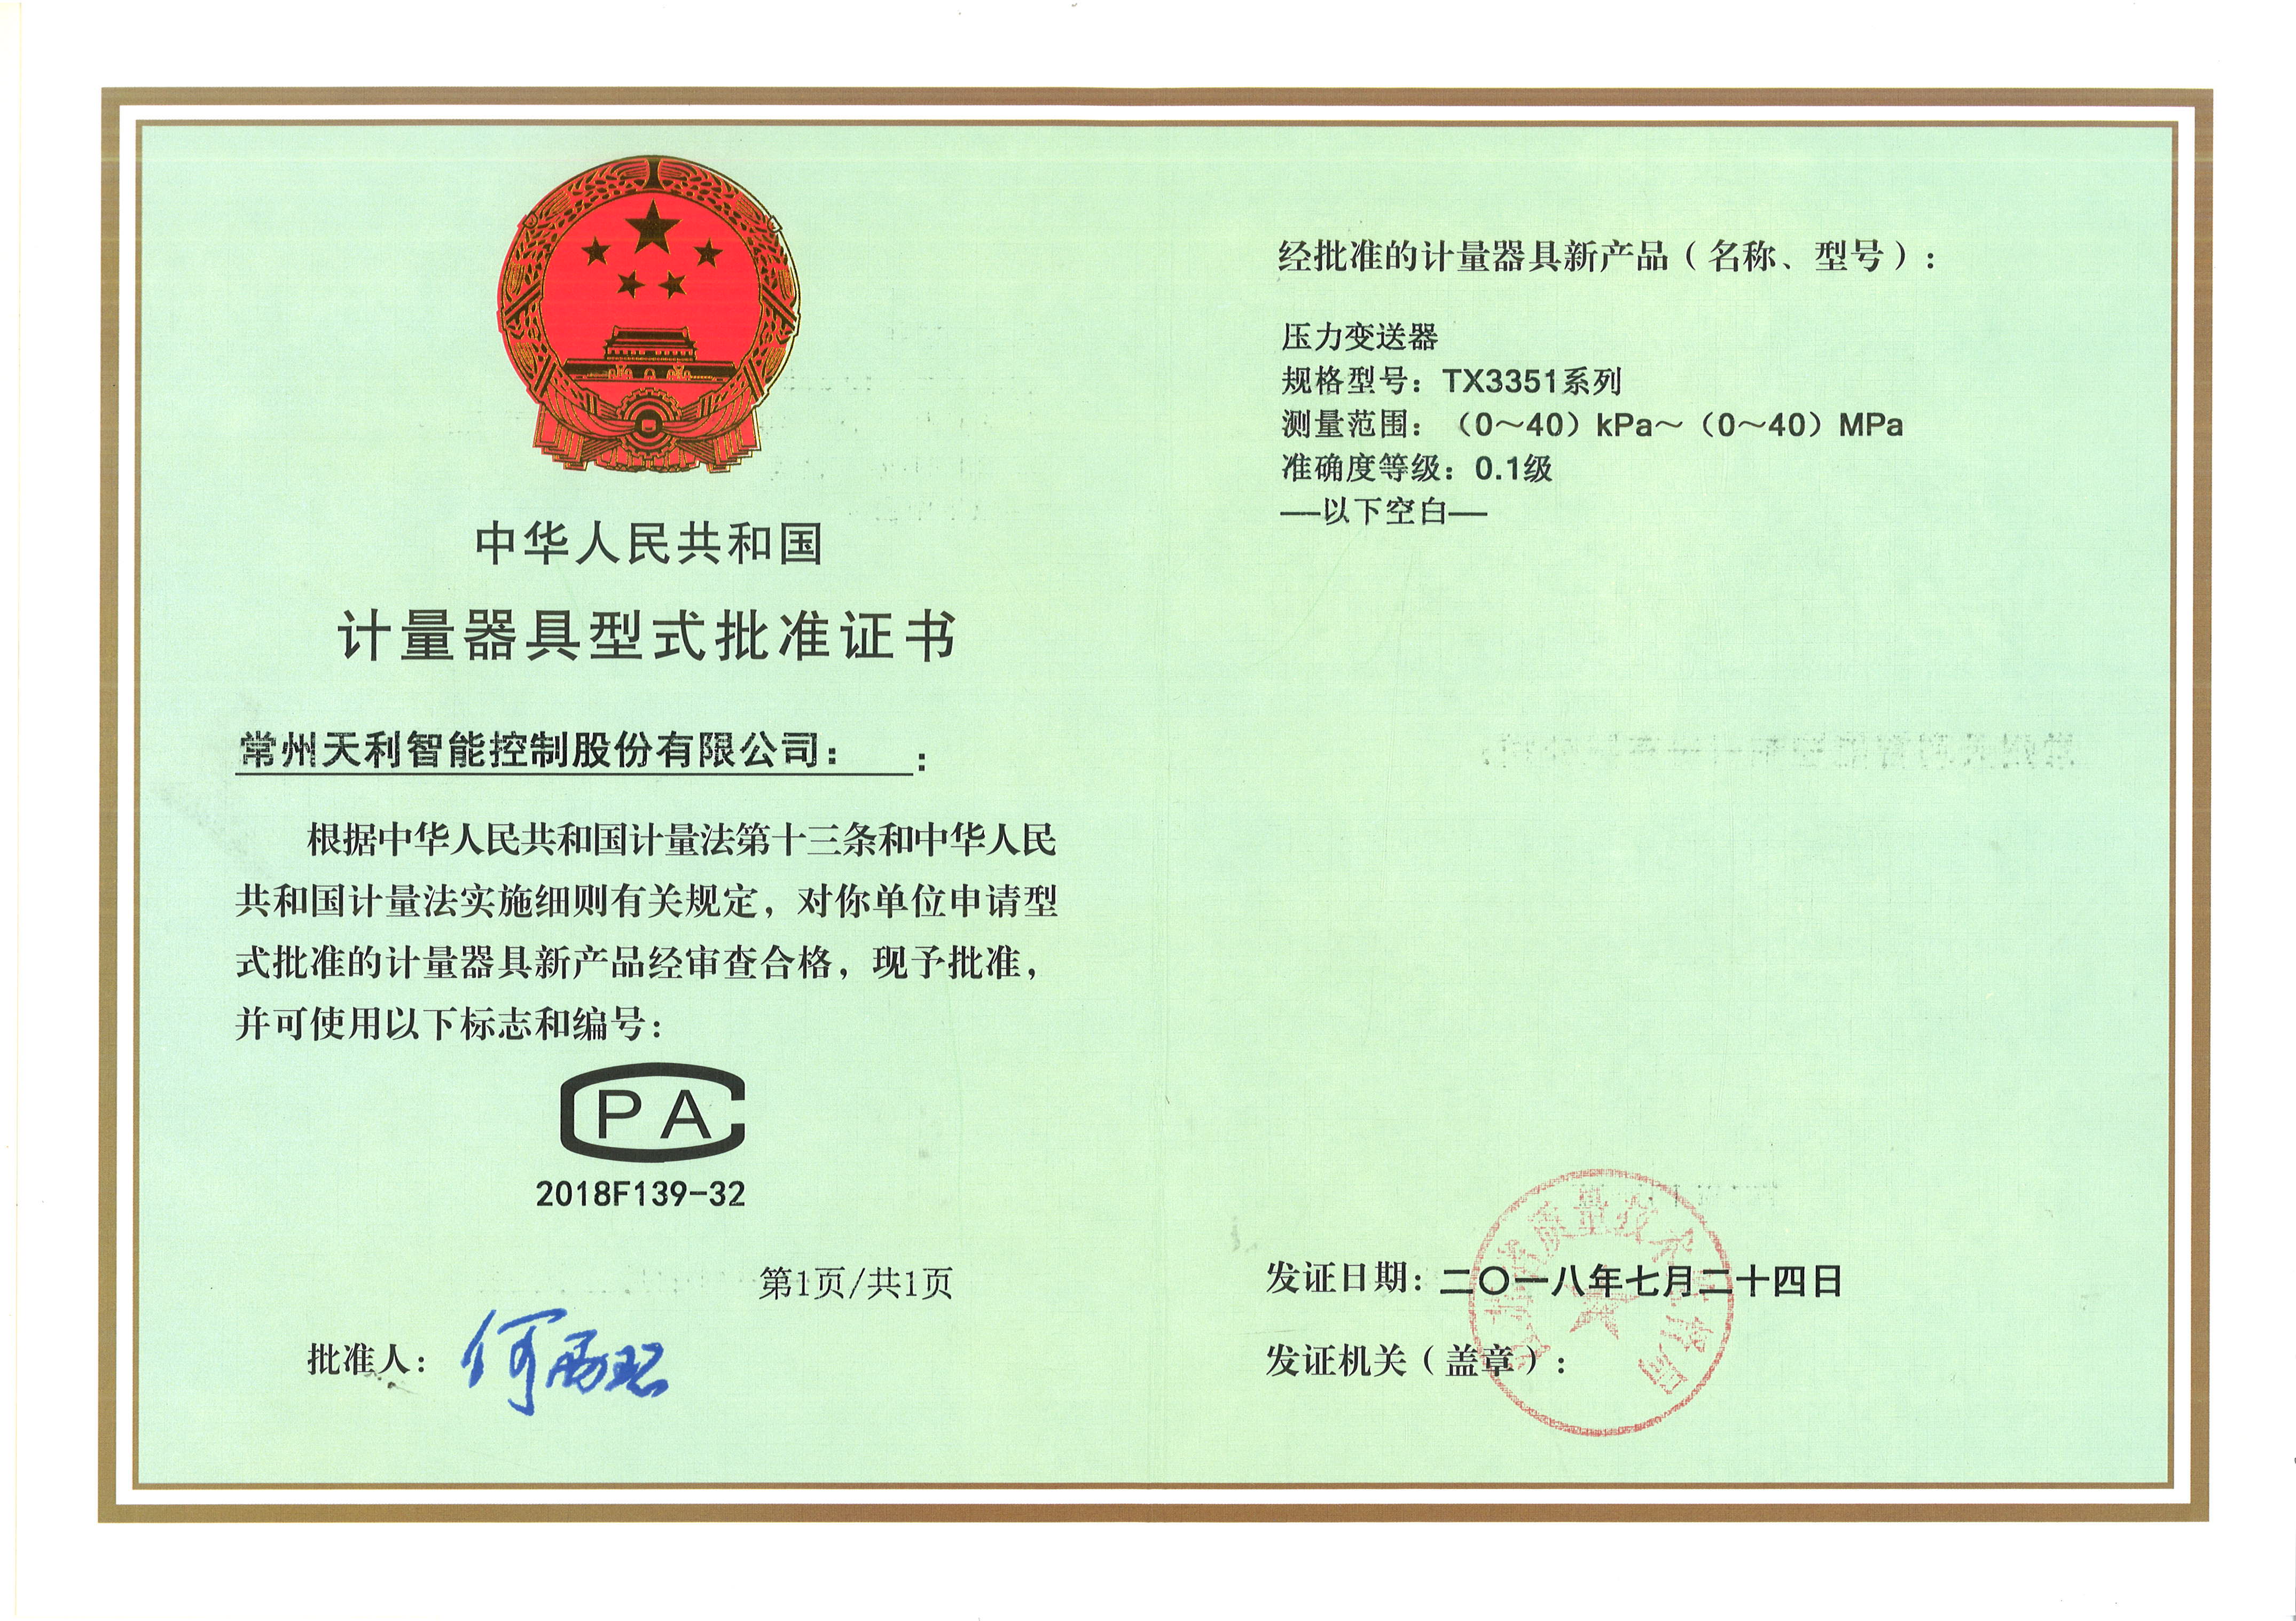 中华人民共和国
计量器具型式批准证书
常州天利智能控制股份有限公司： ：
根据中华人民共和国计量法第十三条和中华人民
共和国计量法实施细则有关规定，对你单位申请型
式批准的计量器具新产品经审查合格，现予批准，
并可使用以下标志和编号：
CPA
2018F139-32
第1页/共1页
批准人：
经批准的计量器具新产品（名称、型号）：
压力变送器
规格型号：TX3351系列
测量范围：（0～40）kPa～（0～40）MPa
准确度等级：0.1级
——以下空白——
发证日期：二〇一八年七月二十四日
发证机关（盖章）：